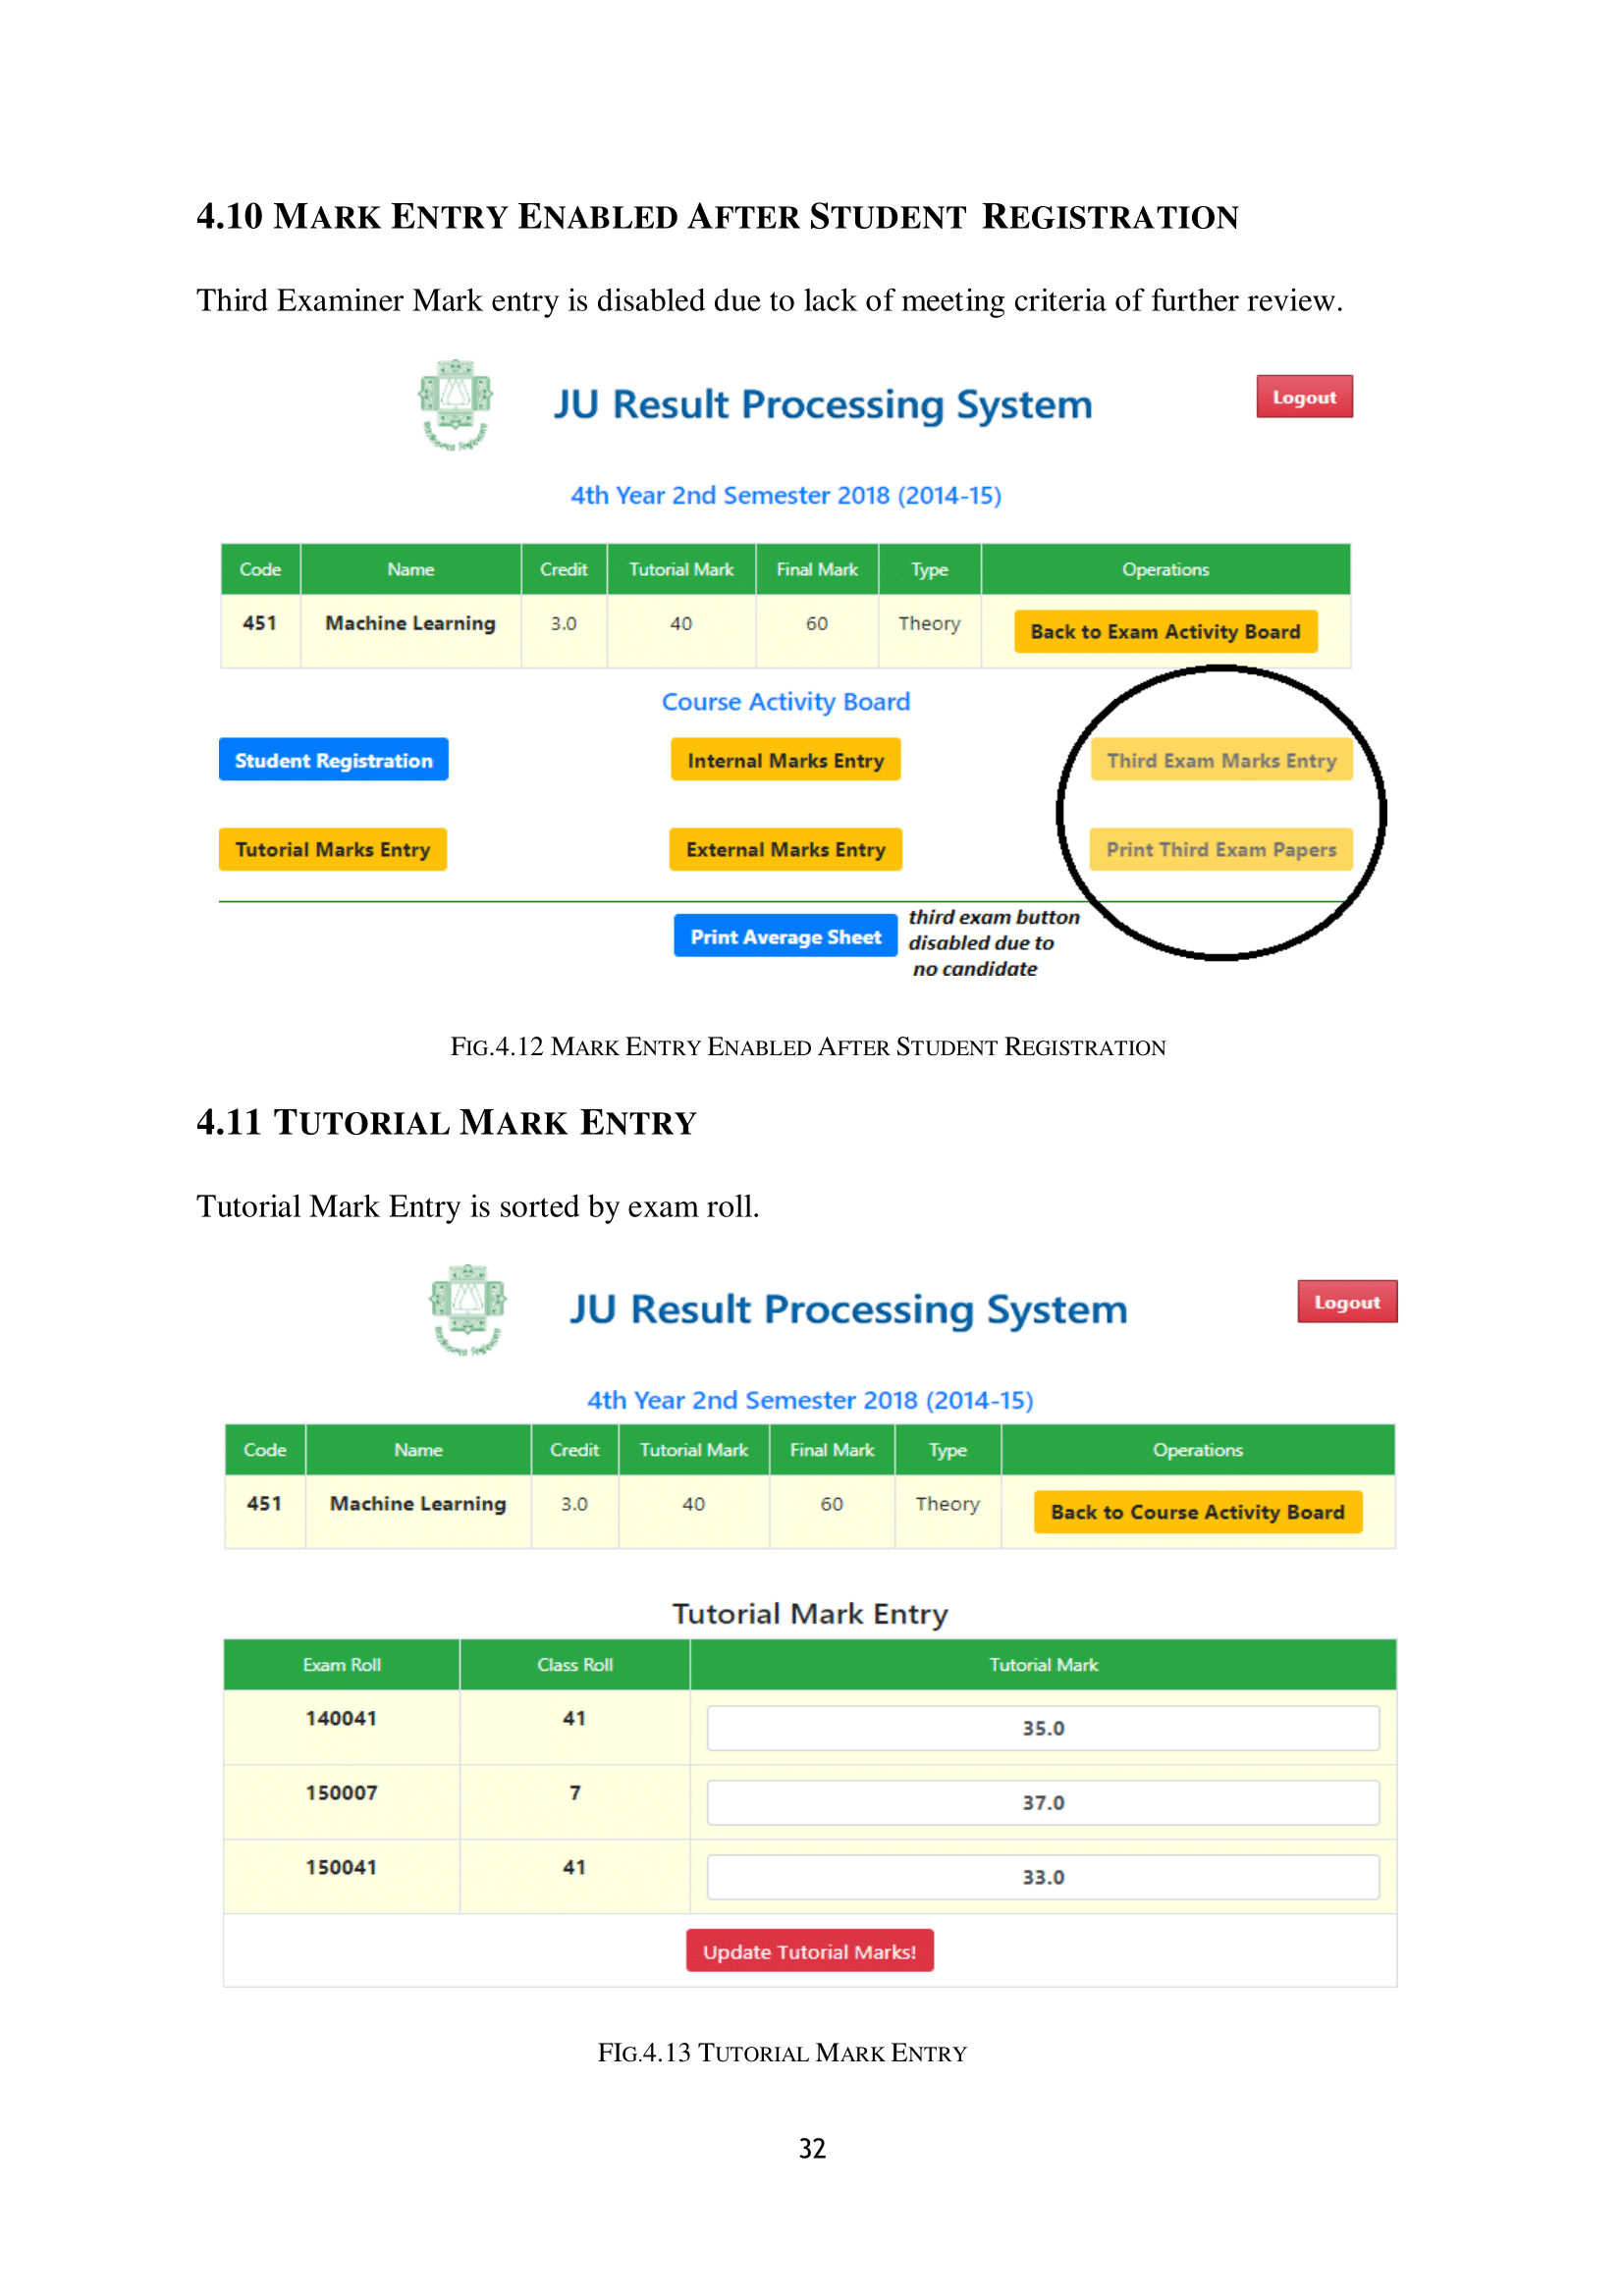 4.10 MARK ENTRY ENABLED AFTER STUDENT REGISTRATION
Third Examiner Mark entry is disabled due to lack of meeting criteria of further review.
JU Result Processing System
Logout
4th Year 2nd Semester 2018 (2014-15)
Code Name Credit Tutorial Mark Final Mark Type Operations
451 Machine Learning 3.0 40 60 Theory Back to Exam Activity Board
Course Activity Board
Student Registration Internal Marks Entry Third Exam Marks Entry
Tutorial Marks Entry External Marks Entry Print Third Exam Papers
Print Average Sheet
third exam button
disabled due to
no candidate
FIG.4.12 MARK ENTRY ENABLED AFTER STUDENT REGISTRATION
4.11 TUTORIAL MARK ENTRY
Tutorial Mark Entry is sorted by exam roll.
JU Result Processing System
Logout
4th Year 2nd Semester 2018 (2014-15)
Code Name Credit Tutorial Mark Final Mark Type Operations
451 Machine Learning 3.0 40 60 Theory Back to Course Activity Board
Tutorial Mark Entry
Exam Roll Class Roll Tutorial Mark
140041 41 35.0
150007 7 37.0
150041 41 33.0
Update Tutorial Marks!
FIG.4.13 TUTORIAL MARK ENTRY
32